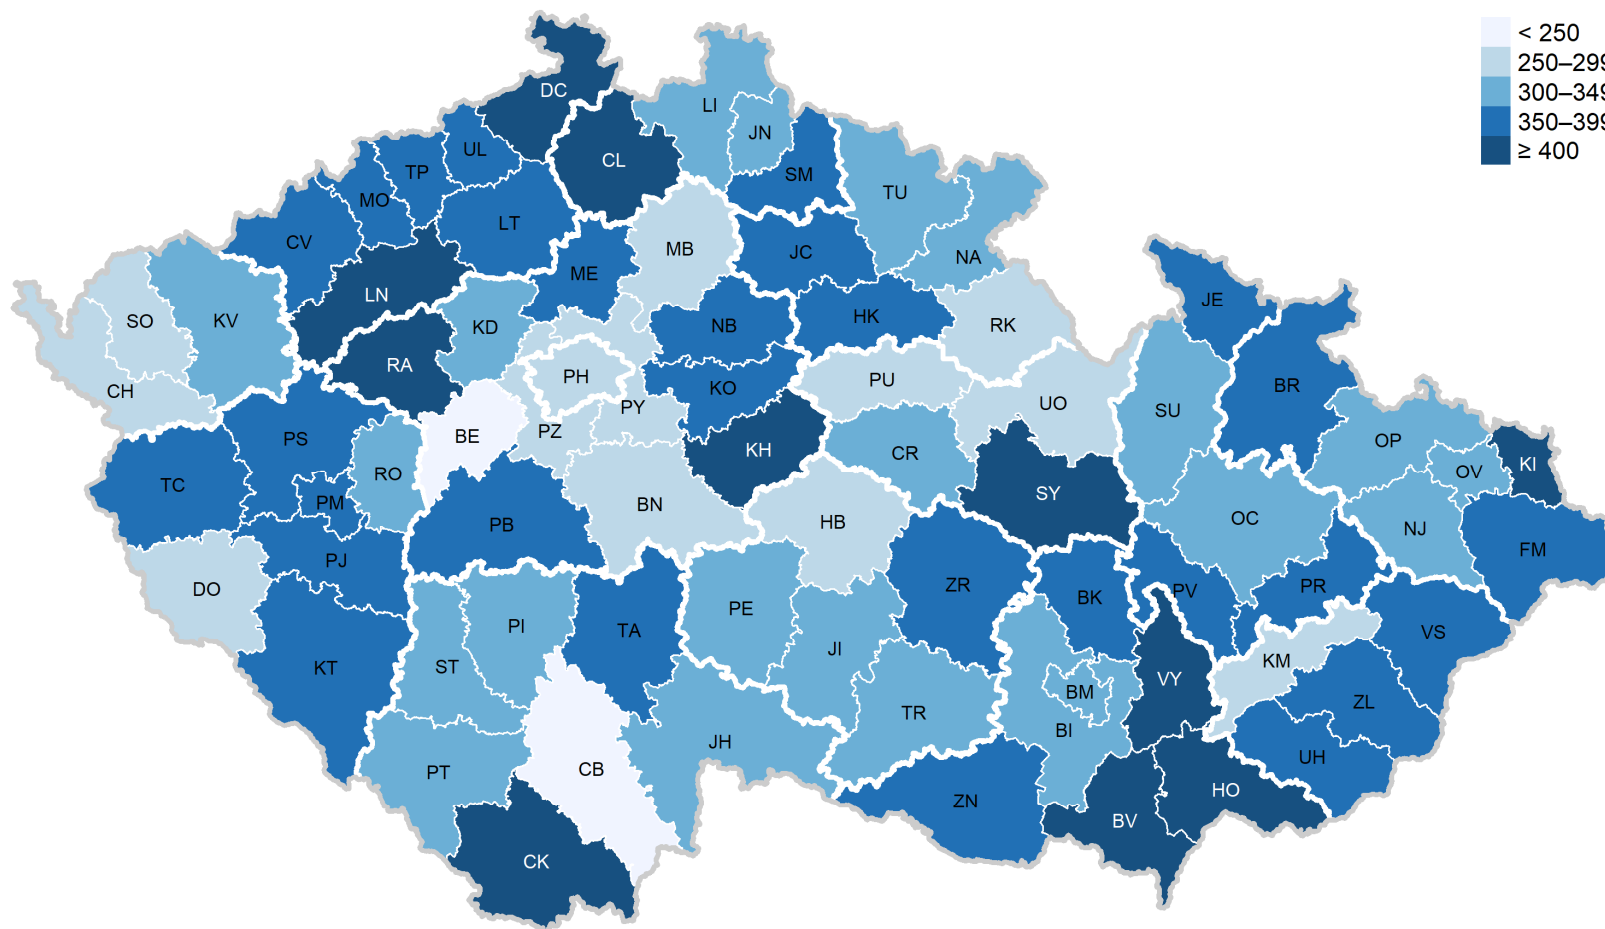 < 250
250–299
300–349
350–399
≥ 400
DC
LI
JN
CL
UL
TP
SM
MO
TU
LT
CV
MB
JC
NA
ME
LN
JE
SO
KV
KD
NB
HK
RK
RA
PH
PU
BR
CH
KO
UO
PY
SU
BE
PZ
PS
OP
KH
CR
RO
KI
OV
TC
SY
PM
BN
PB
HB
OC
NJ
FM
PJ
ZR
PR
DO
BK
PV
PE
PI
TA
VS
JI
ST
KT
KM
VY
BM
ZL
TR
BI
JH
UH
PT
CB
HO
ZN
BV
CK